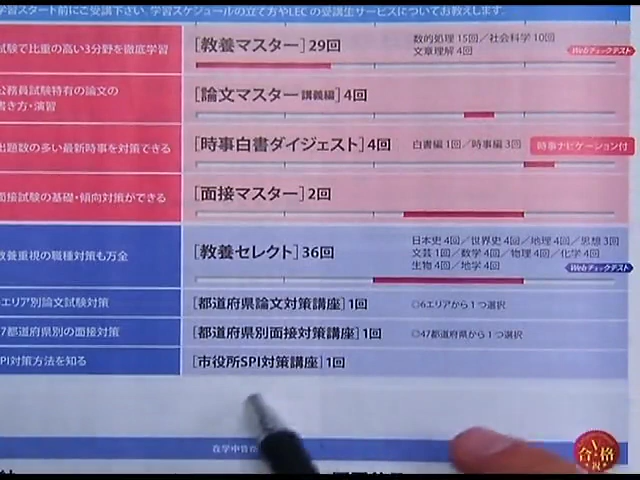 学習スタート前にご受講下さい。学習スケジュールの立て方やLECの受講生サービスについてお教えします。
試験で比重の高い3分野を徹底学習
[教養マスター]29回
数的処理 15回／社会科学 10回
文章理解 4回
Webチェックテスト
公務員試験特有の論文の
書き方・演習
[論文マスター 講義編]4回
出題数の多い最新時事を対策できる
[時事白書ダイジェスト]4回
白書編 1回／時事編 3回
時事ナビゲーション付
面接試験の基礎・傾向対策ができる
[面接マスター]2回
教養重視の職種対策も万全
[教養セレクト]36回
日本史 4回／世界史 4回／地理 4回／思想 3回
文芸 1回／数学 4回／物理 4回／化学 4回
生物 4回／地学 4回
Webチェックテスト
エリア別論文試験対策
[都道府県論文対策講座]1回
◎6エリアから1つ選択
7都道府県別の面接対策
[都道府県別面接対策講座]1回
◎47都道府県から1つ選択
PI対策方法を知る
[市役所SPI対策講座]1回
在学中
合格
祝